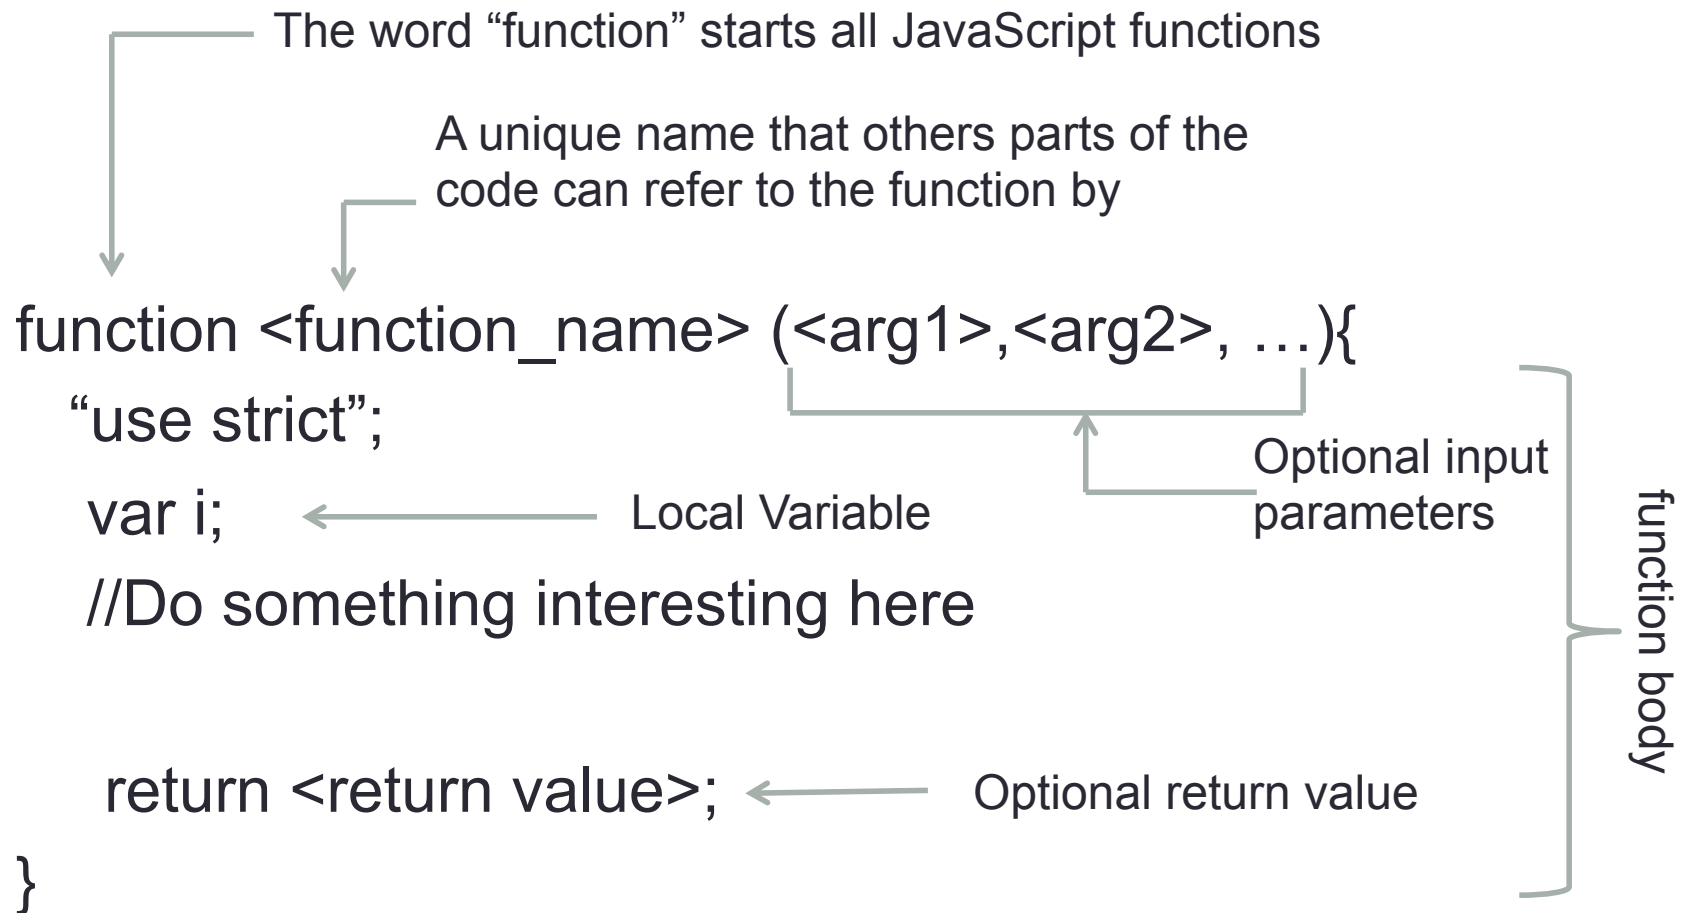 The word “function” starts all JavaScript functions
A unique name that others parts of the
code can refer to the function by
function <function_name> (<arg1>,<arg2>, …){
“use strict”;
Optional input
parameters
var i;
Local Variable
//Do something interesting here
return <return value>;
Optional return value
}
function body